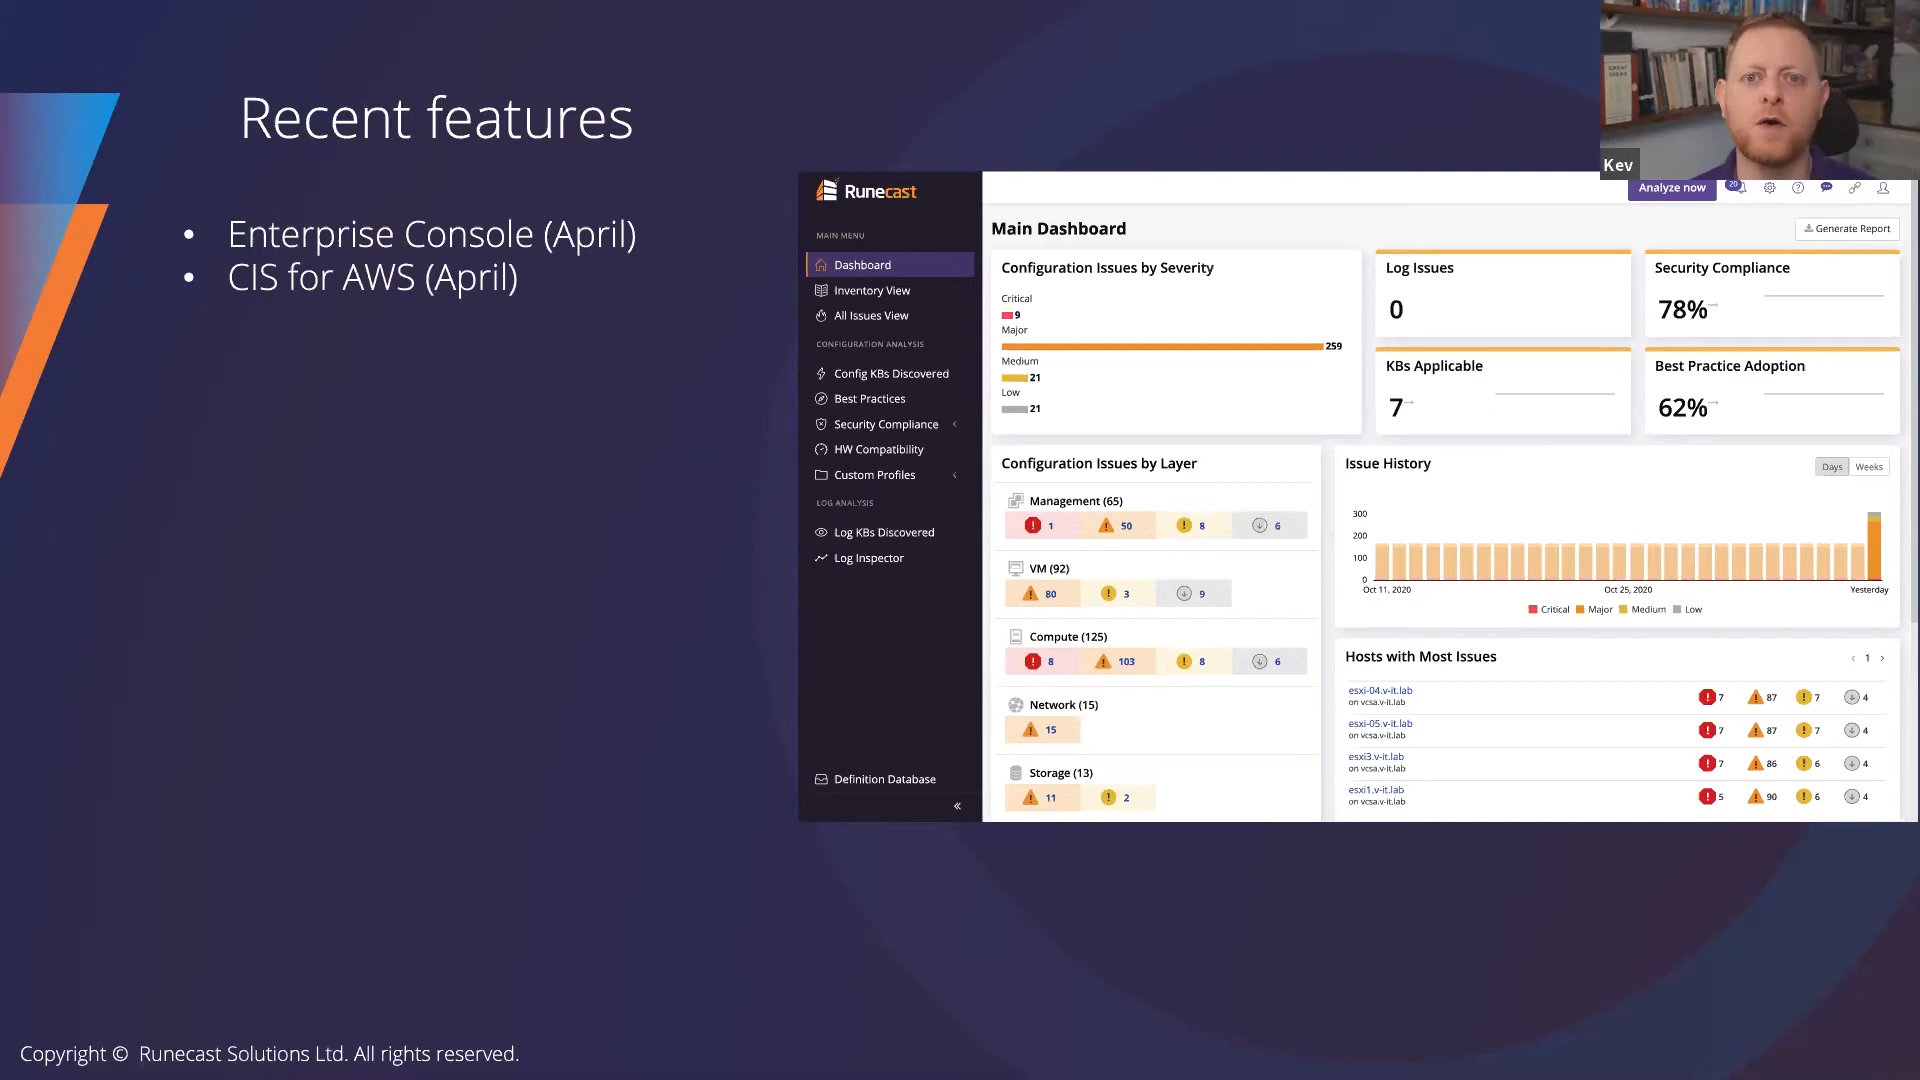 Recent features
• Enterprise Console (April)
• CIS for AWS (April)
Kev
Runecast
MAIN MENU
Dashboard
Inventory View
All Issues View
CONFIGURATION ANALYSIS
Config KBs Discovered
Best Practices
Security Compliance
HW Compatibility
Custom Profiles
LOG ANALYSIS
Log KBs Discovered
Log Inspector
Definition Database
Analyze now
20
Main Dashboard
Generate Report
Configuration Issues by Severity
Critical
9
Major
259
Medium
21
Low
21
Log Issues
0
Security Compliance
78%
KBs Applicable
7
Best Practice Adoption
62%
Configuration Issues by Layer
Management (65)
1 50 8 6
VM (92)
80 3 9
Compute (125)
8 103 8 6
Network (15)
15
Storage (13)
11 2
Issue History
Days Weeks
300
200
100
0
Oct 11, 2020 Oct 25, 2020 Yesterday
Critical Major Medium Low
Hosts with Most Issues
1
esxi-04.v-it.lab
on vcsa.v-it.lab
7 87 7 4
esxi-05.v-it.lab
on vcsa.v-it.lab
7 87 7 4
esxi3.v-it.lab
on vcsa.v-it.lab
7 86 6 4
esxi1.v-it.lab
on vcsa.v-it.lab
5 90 6 4
Copyright © Runecast Solutions Ltd. All rights reserved.